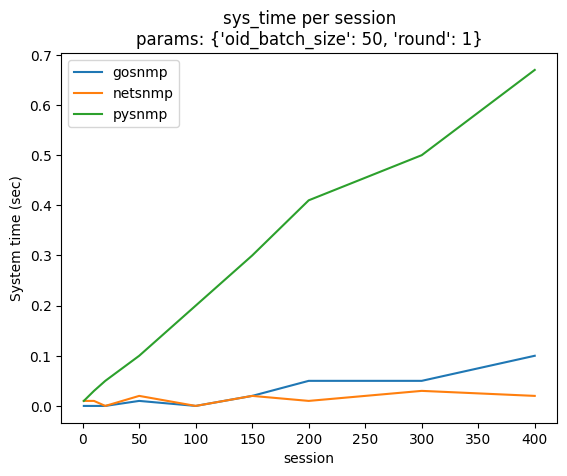 sys_time per session
params: {'oid_batch_size': 50, 'round': 1}
gosnmp
netsnmp
pysnmp
System time (sec)
0.7
0.6
0.5
0.4
0.3
0.2
0.1
0.0
0 50 100 150 200 250 300 350 400
session